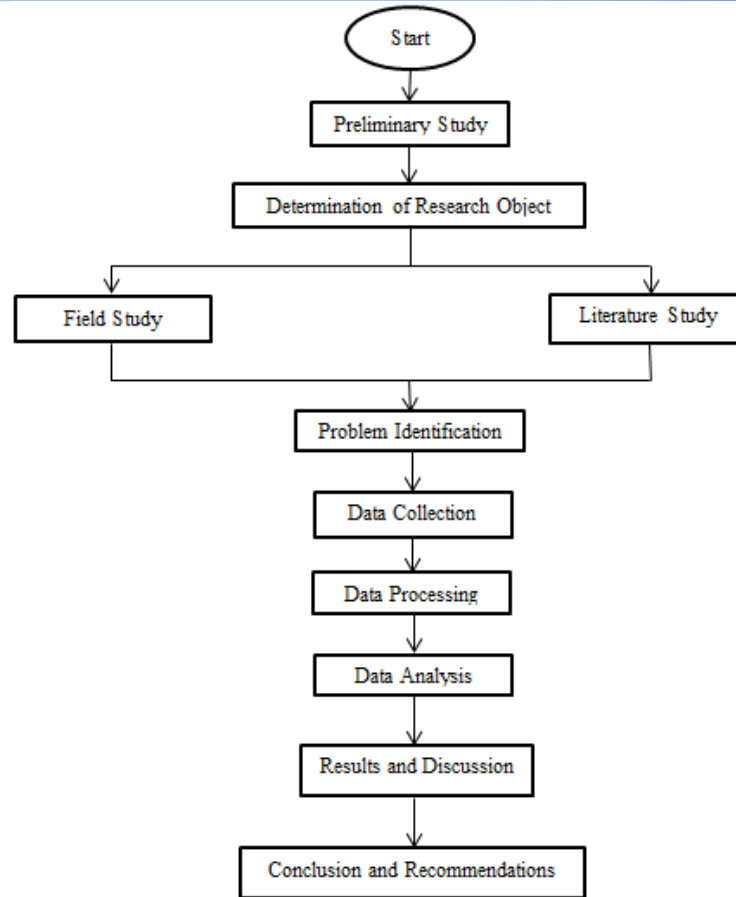 Start
Preliminary Study
Determination of Research Object
Field Study
Literature Study
Problem Identification
Data Collection
Data Processing
Data Analysis
Results and Discussion
Conclusion and Recommendations